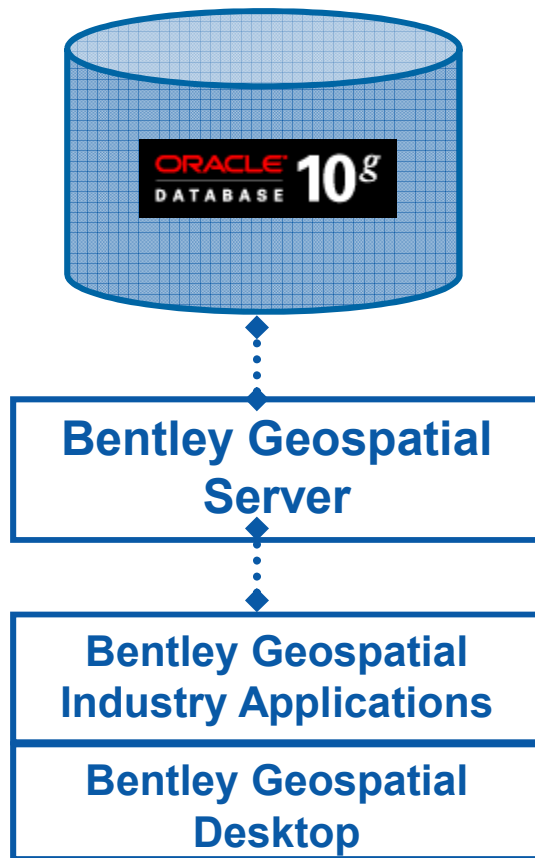 ORACLE
DATABASE 10g
Bentley Geospatial
Server
Bentley Geospatial
Industry Applications
Bentley Geospatial
Desktop